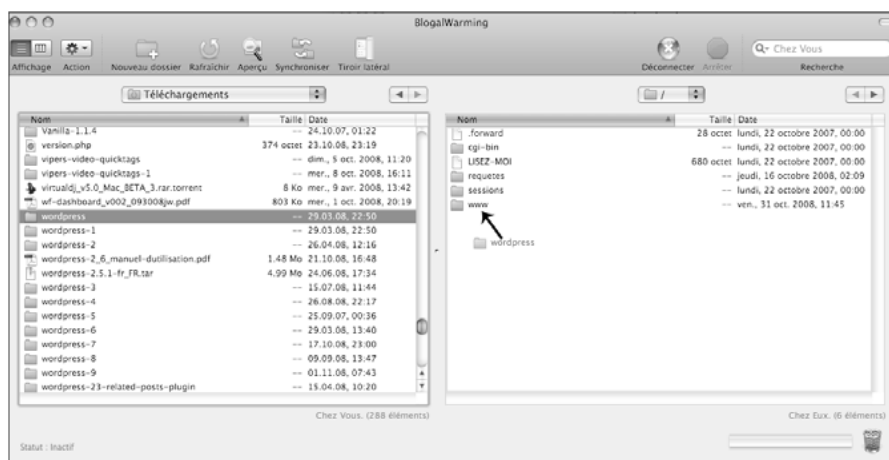 BlogalWarming
Affichage Action Nouveau dossier Rafraîchir Aperçu Synchroniser Tiroir latéral Déconnecter Arrêter Recherche
Chez Vous
Téléchargements
/
Nom Taille Date
Vanilla-1.1.4 -- 24.10.07, 01:22
version.php 374 octet 23.10.08, 23:19
vipers-video-quicktags -- dim., 5 oct. 2008, 11:20
vipers-video-quicktags-1 -- mer., 8 oct. 2008, 16:11
virtualdj_v5.0_Mac_BETA_3.rar.torrent 8 Ko mer., 9 avr. 2008, 13:42
wf-dashboard_v002_093008jw.pdf 803 Ko mer., 1 oct. 2008, 20:19
wordpress -- 29.03.08, 22:50
wordpress-1 -- 29.03.08, 22:50
wordpress-2 -- 26.04.08, 12:16
wordpress-2_6_manuel-dutilisation.pdf 1.48 Mo 21.10.08, 16:48
wordpress-2.5.1-fr_FR.tar 4.99 Mo 24.06.08, 17:34
wordpress-3 -- 15.07.08, 11:44
wordpress-4 -- 26.08.08, 22:17
wordpress-5 -- 25.09.07, 00:36
wordpress-6 -- 29.03.08, 13:40
wordpress-7 -- 17.10.08, 23:00
wordpress-8 -- 09.09.08, 13:47
wordpress-9 -- 01.11.08, 07:43
wordpress-23-related-posts-plugin -- 15.04.08, 10:20
Chez Vous. (288 éléments)
Nom Taille Date
.forward 28 octet lundi, 22 octobre 2007, 00:00
cgi-bin -- lundi, 22 octobre 2007, 00:00
LISEZ-MOI 680 octet lundi, 22 octobre 2007, 00:00
requetes -- jeudi, 16 octobre 2008, 02:09
sessions -- lundi, 22 octobre 2007, 00:00
www -- ven., 31 oct. 2008, 11:45
wordpress
Chez Eux. (6 éléments)
Statut : Inactif